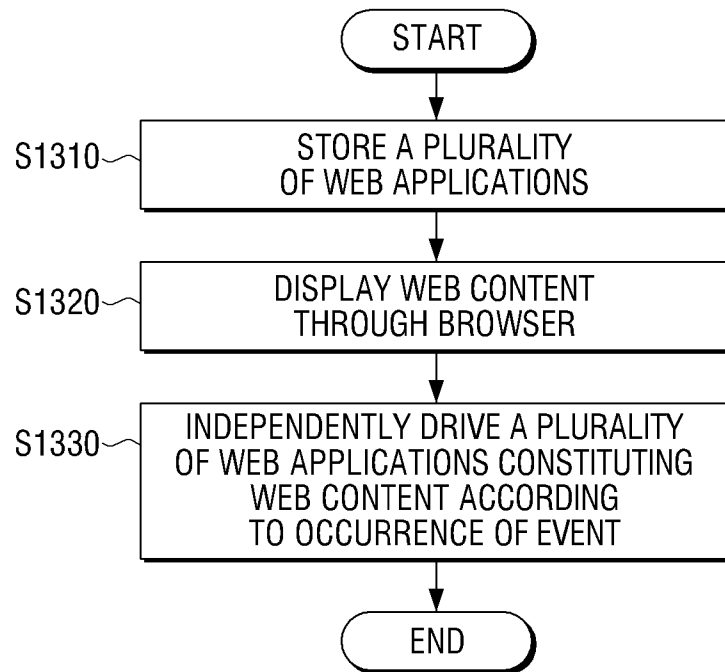 START
S1310
STORE A PLURALITY
OF WEB APPLICATIONS
S1320
DISPLAY WEB CONTENT
THROUGH BROWSER
S1330
INDEPENDENTLY DRIVE A PLURALITY
OF WEB APPLICATIONS CONSTITUTING
WEB CONTENT ACCORDING
TO OCCURRENCE OF EVENT
END